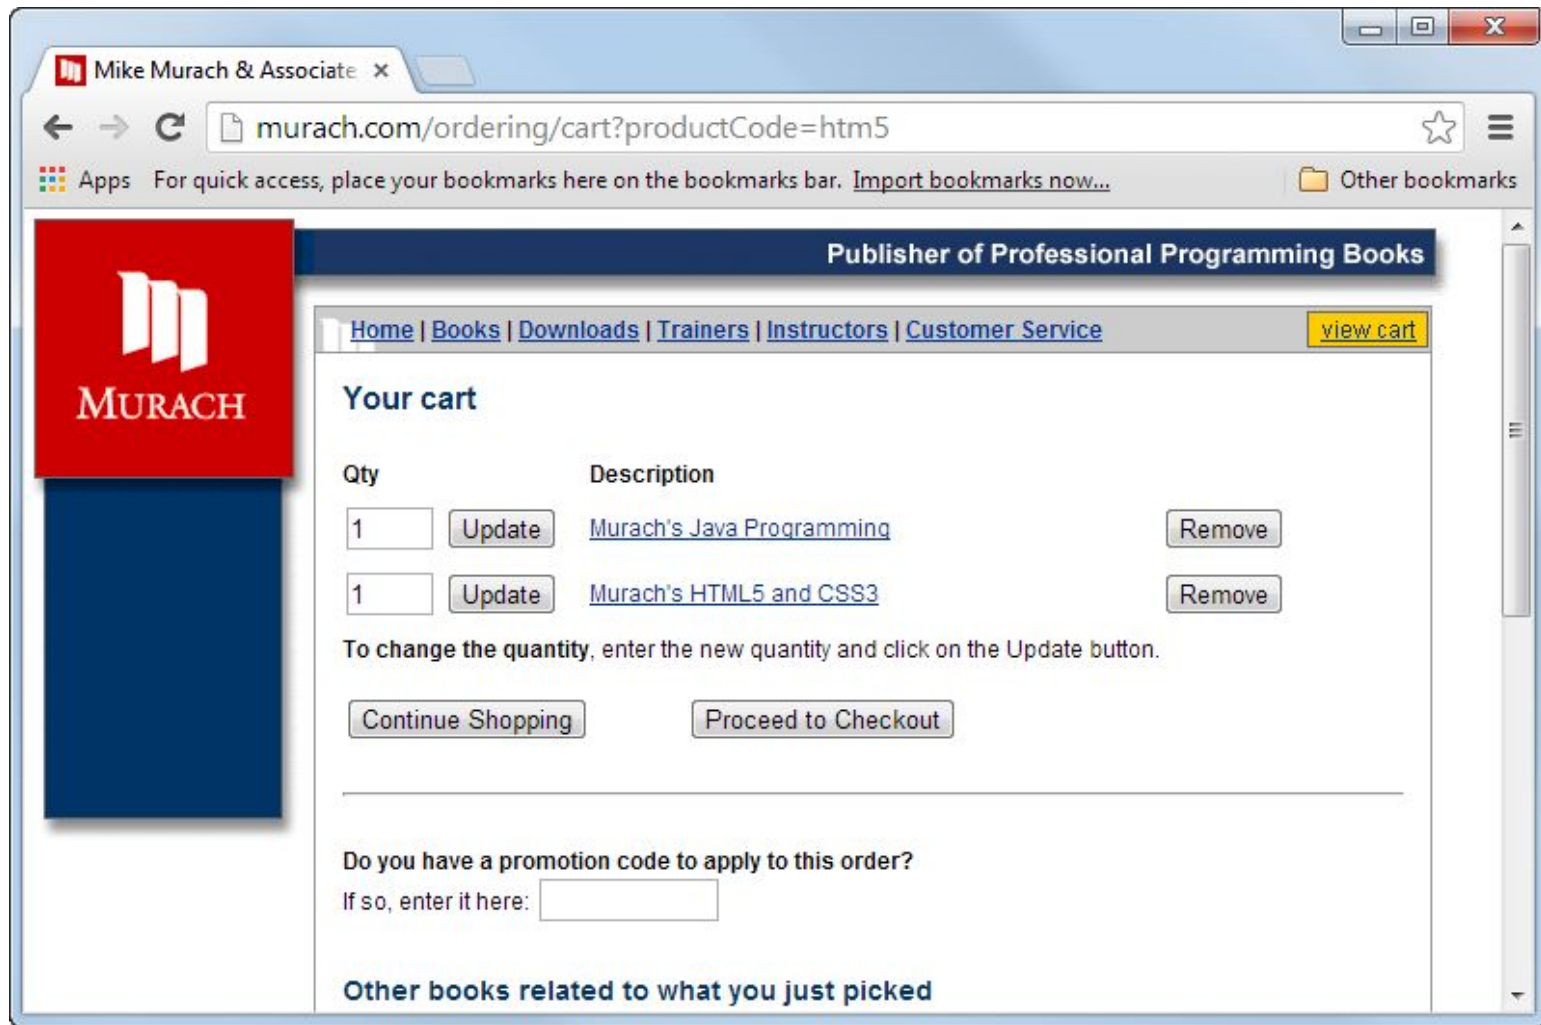 Mike Murach & Associate
murach.com/ordering/cart?productCode=htm5
Apps For quick access, place your bookmarks here on the bookmarks bar. Import bookmarks now... Other bookmarks
Publisher of Professional Programming Books
MURACH
Home | Books | Downloads | Trainers | Instructors | Customer Service view cart
Your cart
Qty Description
1 Update Murach's Java Programming Remove
1 Update Murach's HTML5 and CSS3 Remove
To change the quantity, enter the new quantity and click on the Update button.
Continue Shopping Proceed to Checkout
Do you have a promotion code to apply to this order?
If so, enter it here:
Other books related to what you just picked